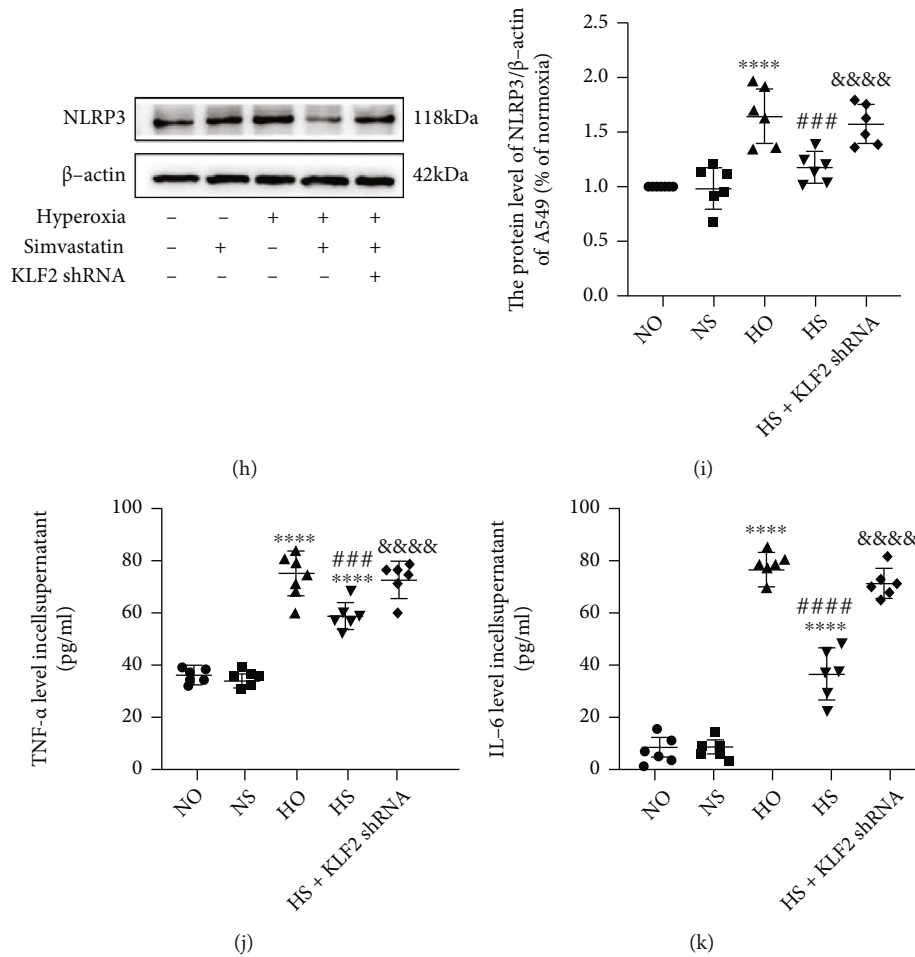 NLRP3 118kDa
β–actin 42kDa
Hyperoxia – – + + +
Simvastatin – + – + +
KLF2 shRNA – – – – +
(h)
The protein level of NLRP3/β–actin
of A549 (% of normoxia)
2.5
2.0
1.5
1.0
0.5
0.0
****
###
&&&&
NO
NS
HO
HS
HS + KLF2 shRNA
(i)
TNF-α level incellsupernatant
(pg/ml)
100
80
60
40
20
0
****
###
****
&&&&
NO
NS
HO
HS
HS + KLF2 shRNA
(j)
IL–6 level incellsupernatant
(pg/ml)
100
80
60
40
20
0
****
####
****
&&&&
NO
NS
HO
HS
HS + KLF2 shRNA
(k)